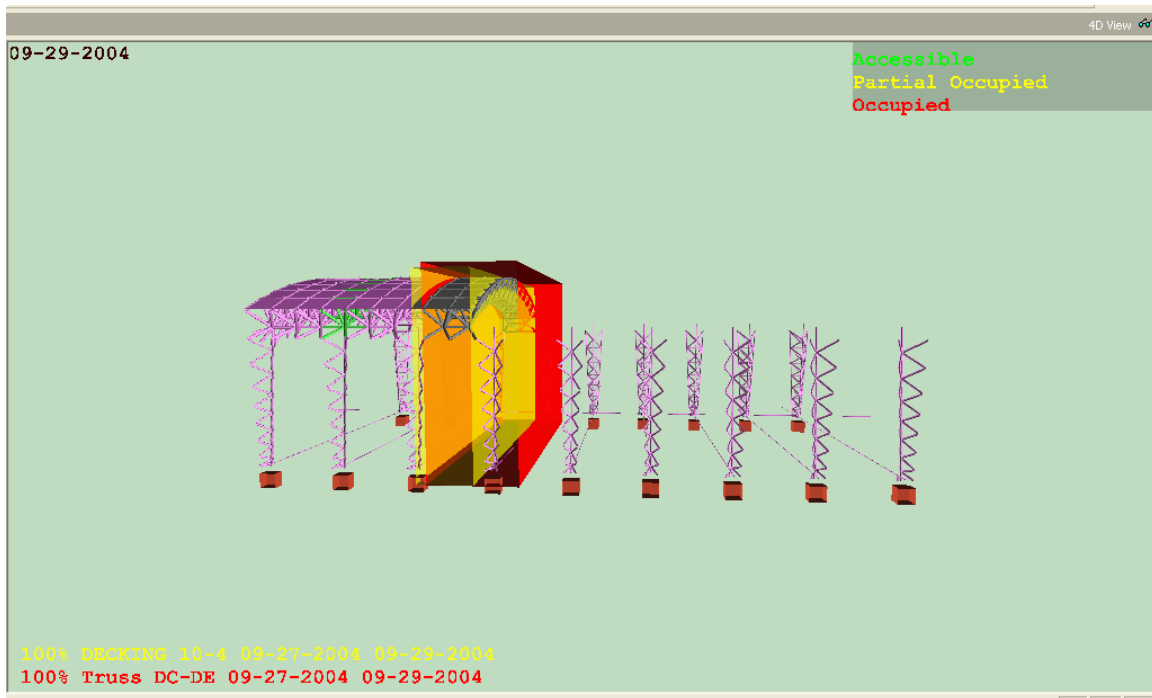 4D View
09-29-2004
Accessible
Partial Occupied
Occupied
100% DECKING 10-4 09-27-2004 09-29-2004
100% Truss DC-DE 09-27-2004 09-29-2004